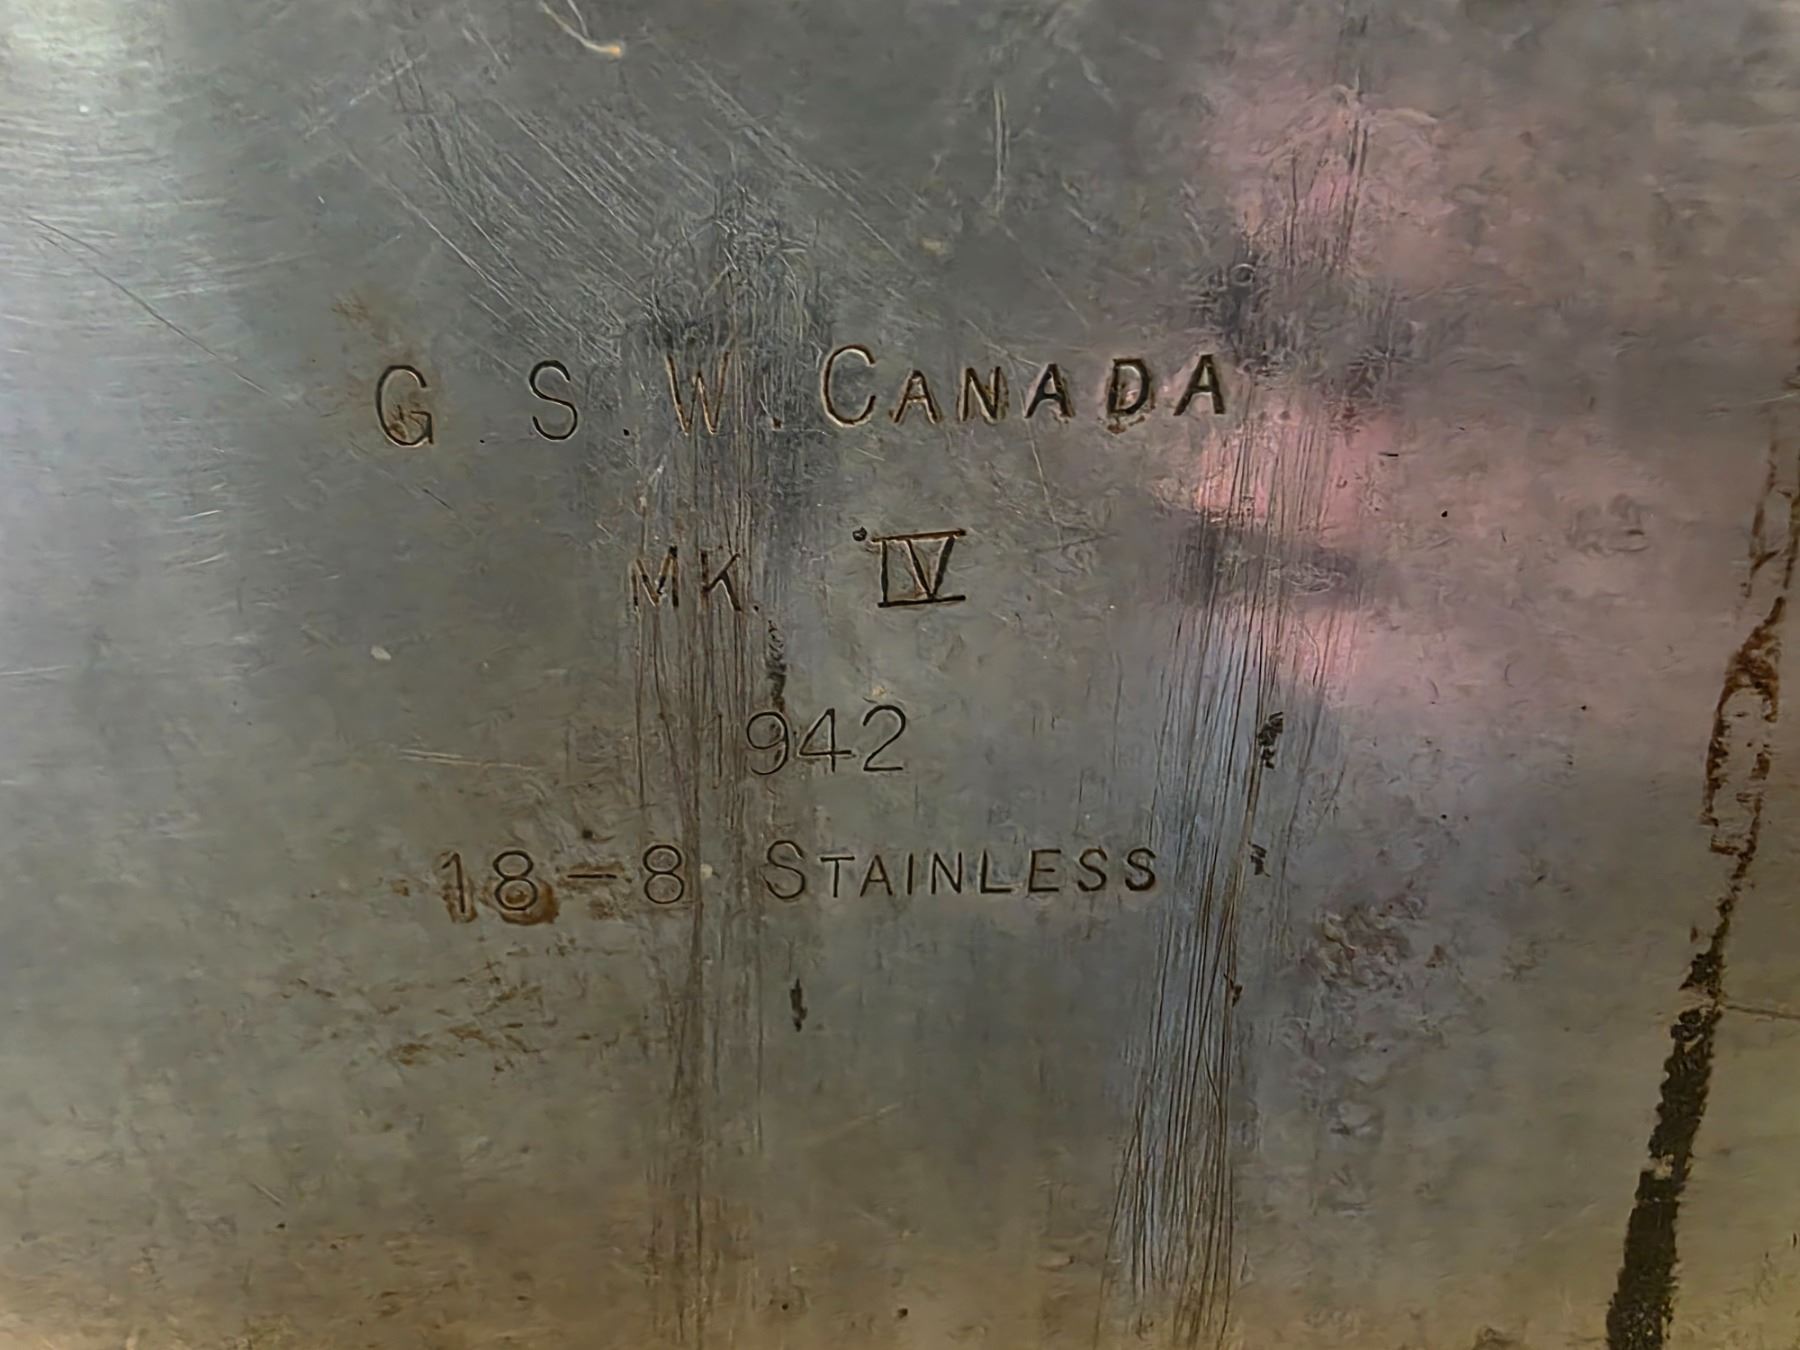 G. S. W. CANADA
MK. IV
1942
18-8 STAINLESS